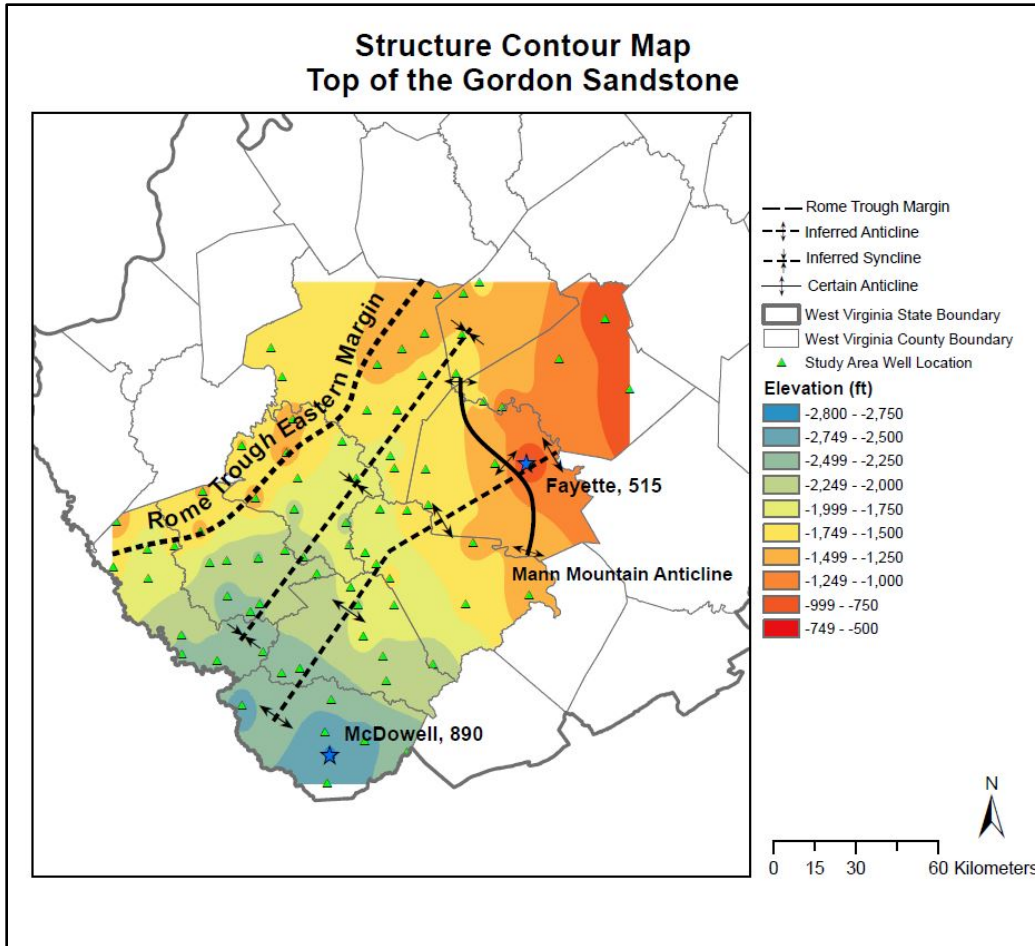 Structure Contour Map
Top of the Gordon Sandstone
Rome Trough Eastern Margin
Fayette, 515
Mann Mountain Anticline
McDowell, 890
Rome Trough Margin
Inferred Anticline
Inferred Syncline
Certain Anticline
West Virginia State Boundary
West Virginia County Boundary
Study Area Well Location
Elevation (ft)
-2,800 - -2,750
-2,749 - -2,500
-2,499 - -2,250
-2,249 - -2,000
-1,999 - -1,750
-1,749 - -1,500
-1,499 - -1,250
-1,249 - -1,000
-999 - -750
-749 - -500
N
0 15 30 60 Kilometers